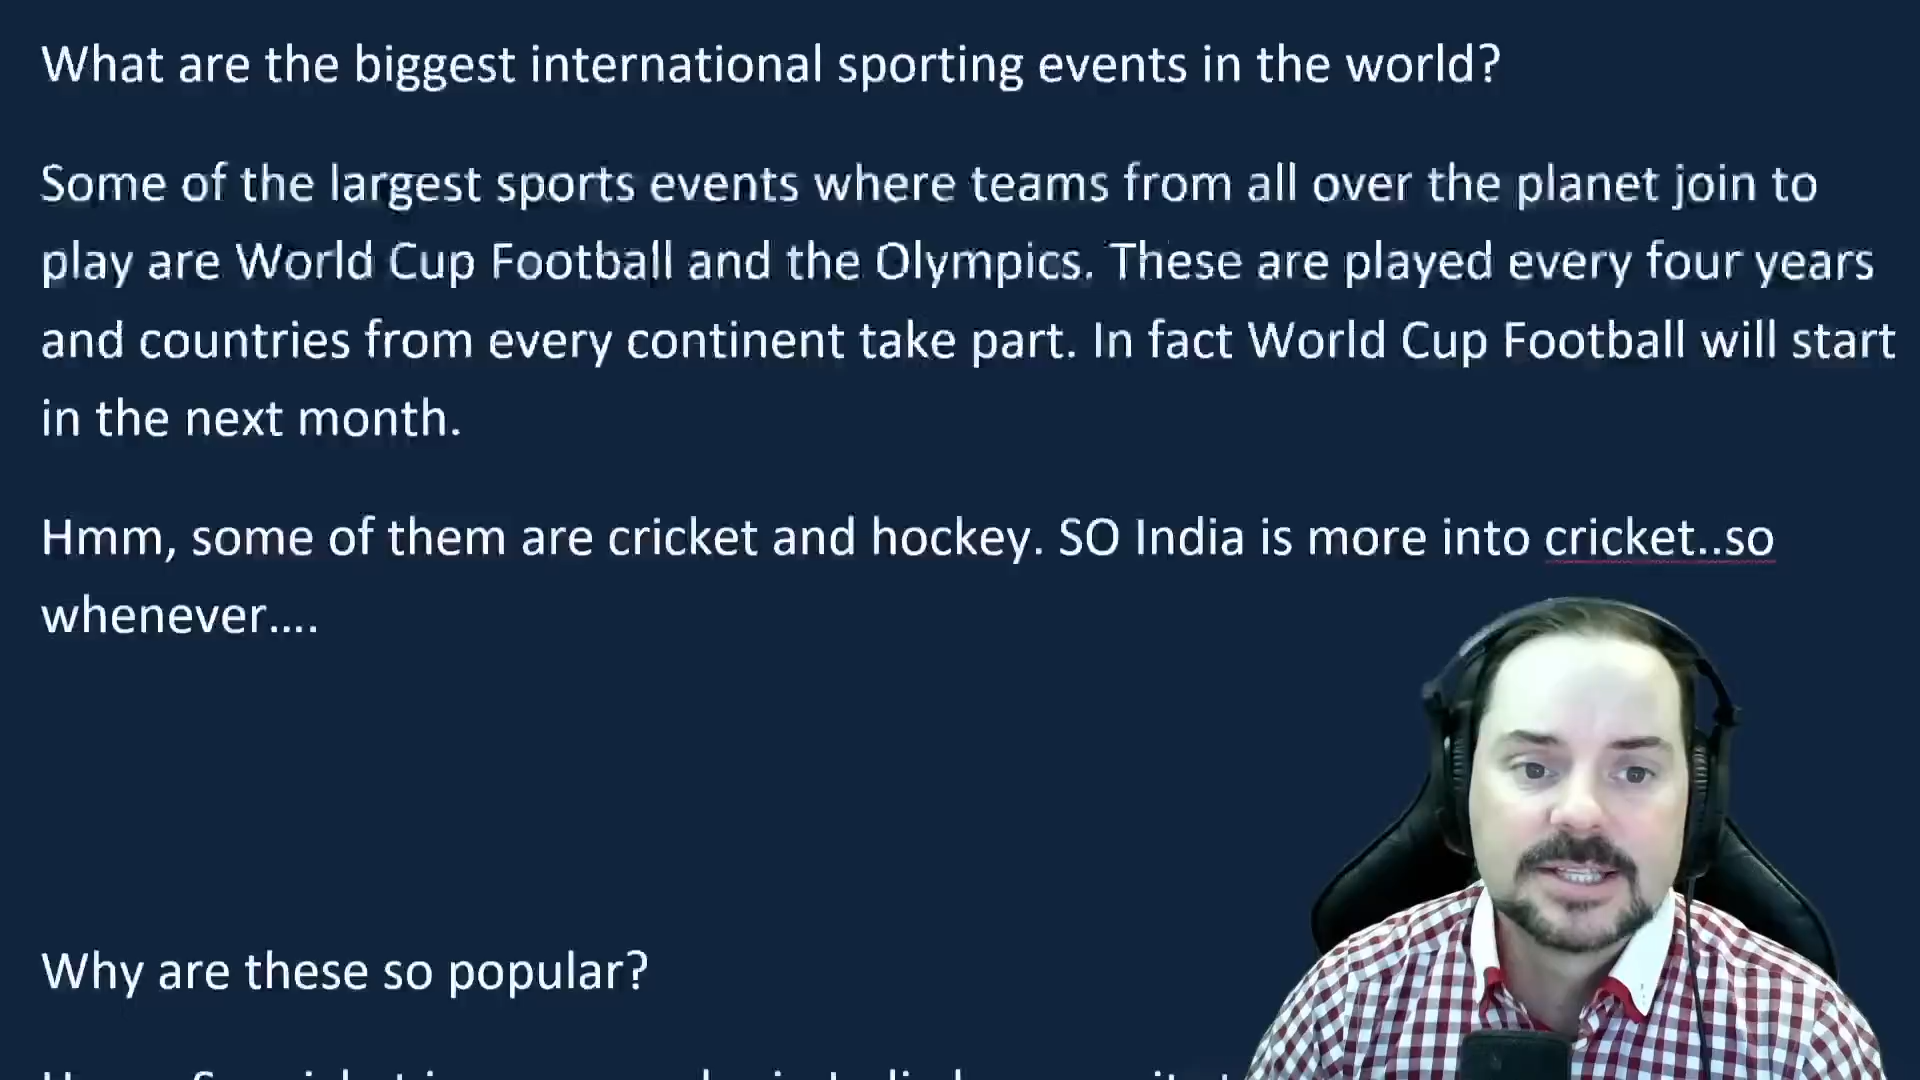 What are the biggest international sporting events in the world?
Some of the largest sports events where teams from all over the planet join to
play are World Cup Football and the Olympics. These are played every four years
and countries from every continent take part. In fact World Cup Football will start
in the next month.
Hmm, some of them are cricket and hockey. SO India is more into cricket..so
whenever....
Why are these so popular?